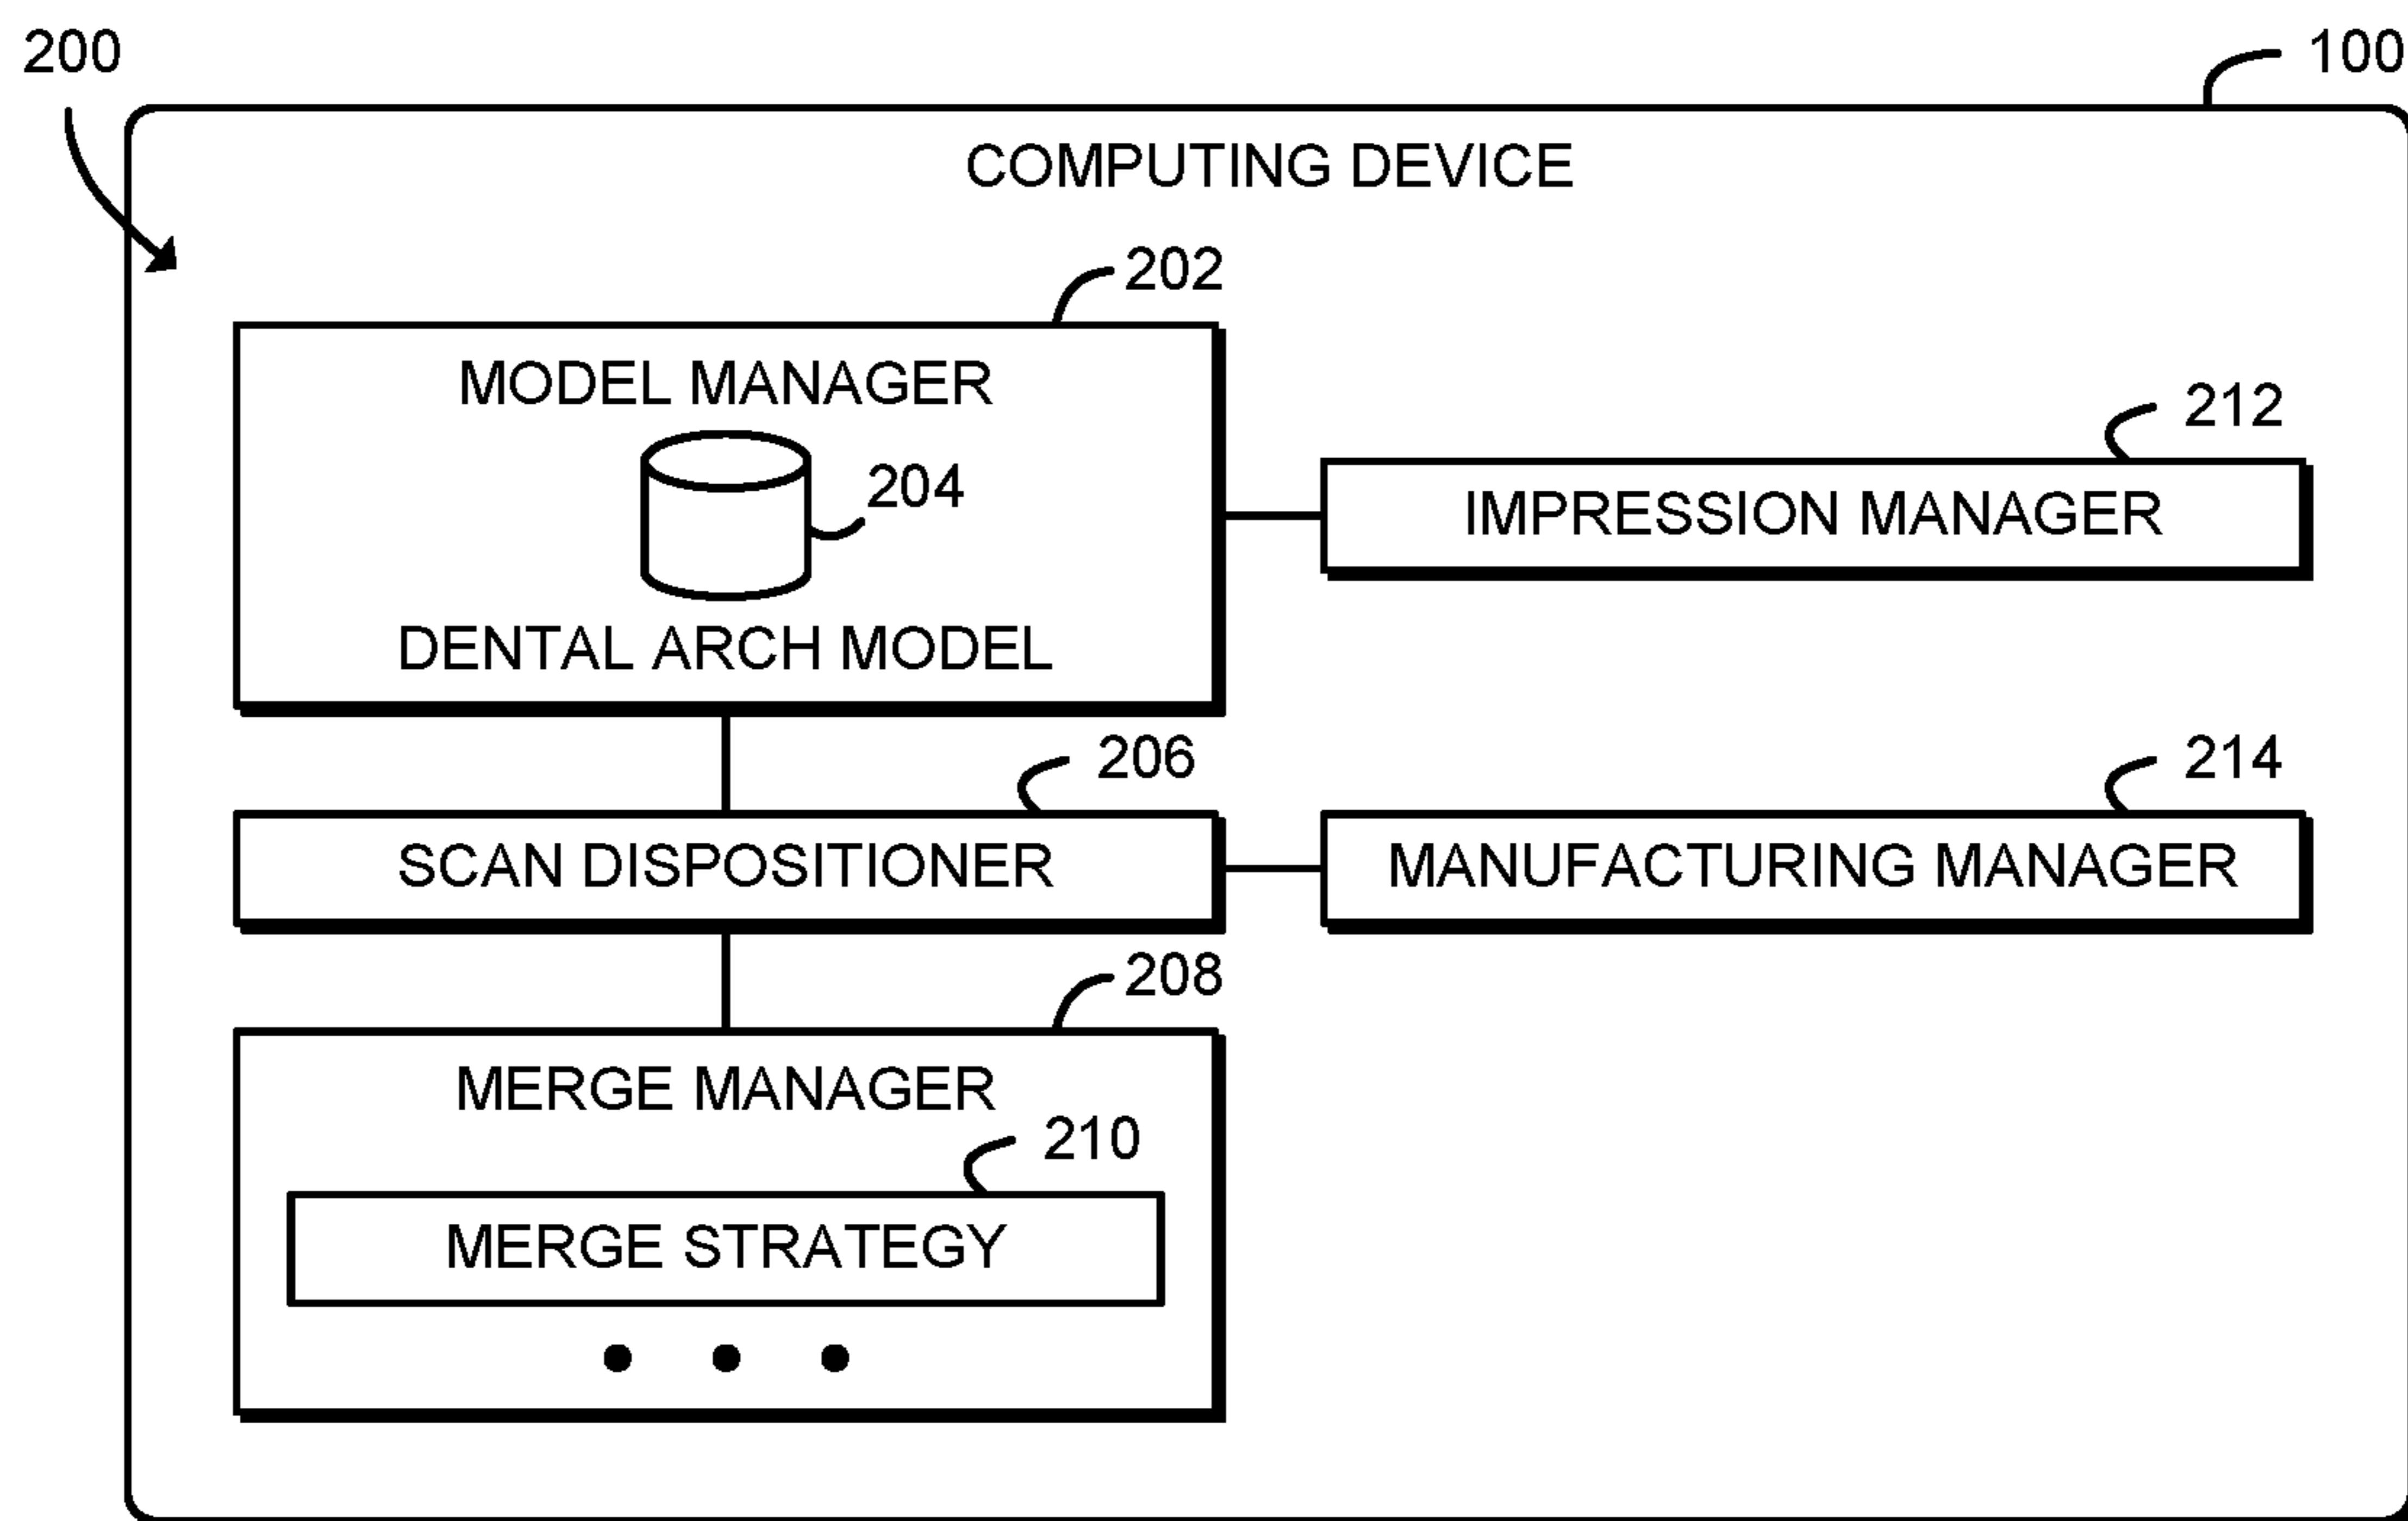 200
100
COMPUTING DEVICE
202
MODEL MANAGER
204
DENTAL ARCH MODEL
212
IMPRESSION MANAGER
206
SCAN DISPOSITIONER
214
MANUFACTURING MANAGER
208
MERGE MANAGER
210
MERGE STRATEGY